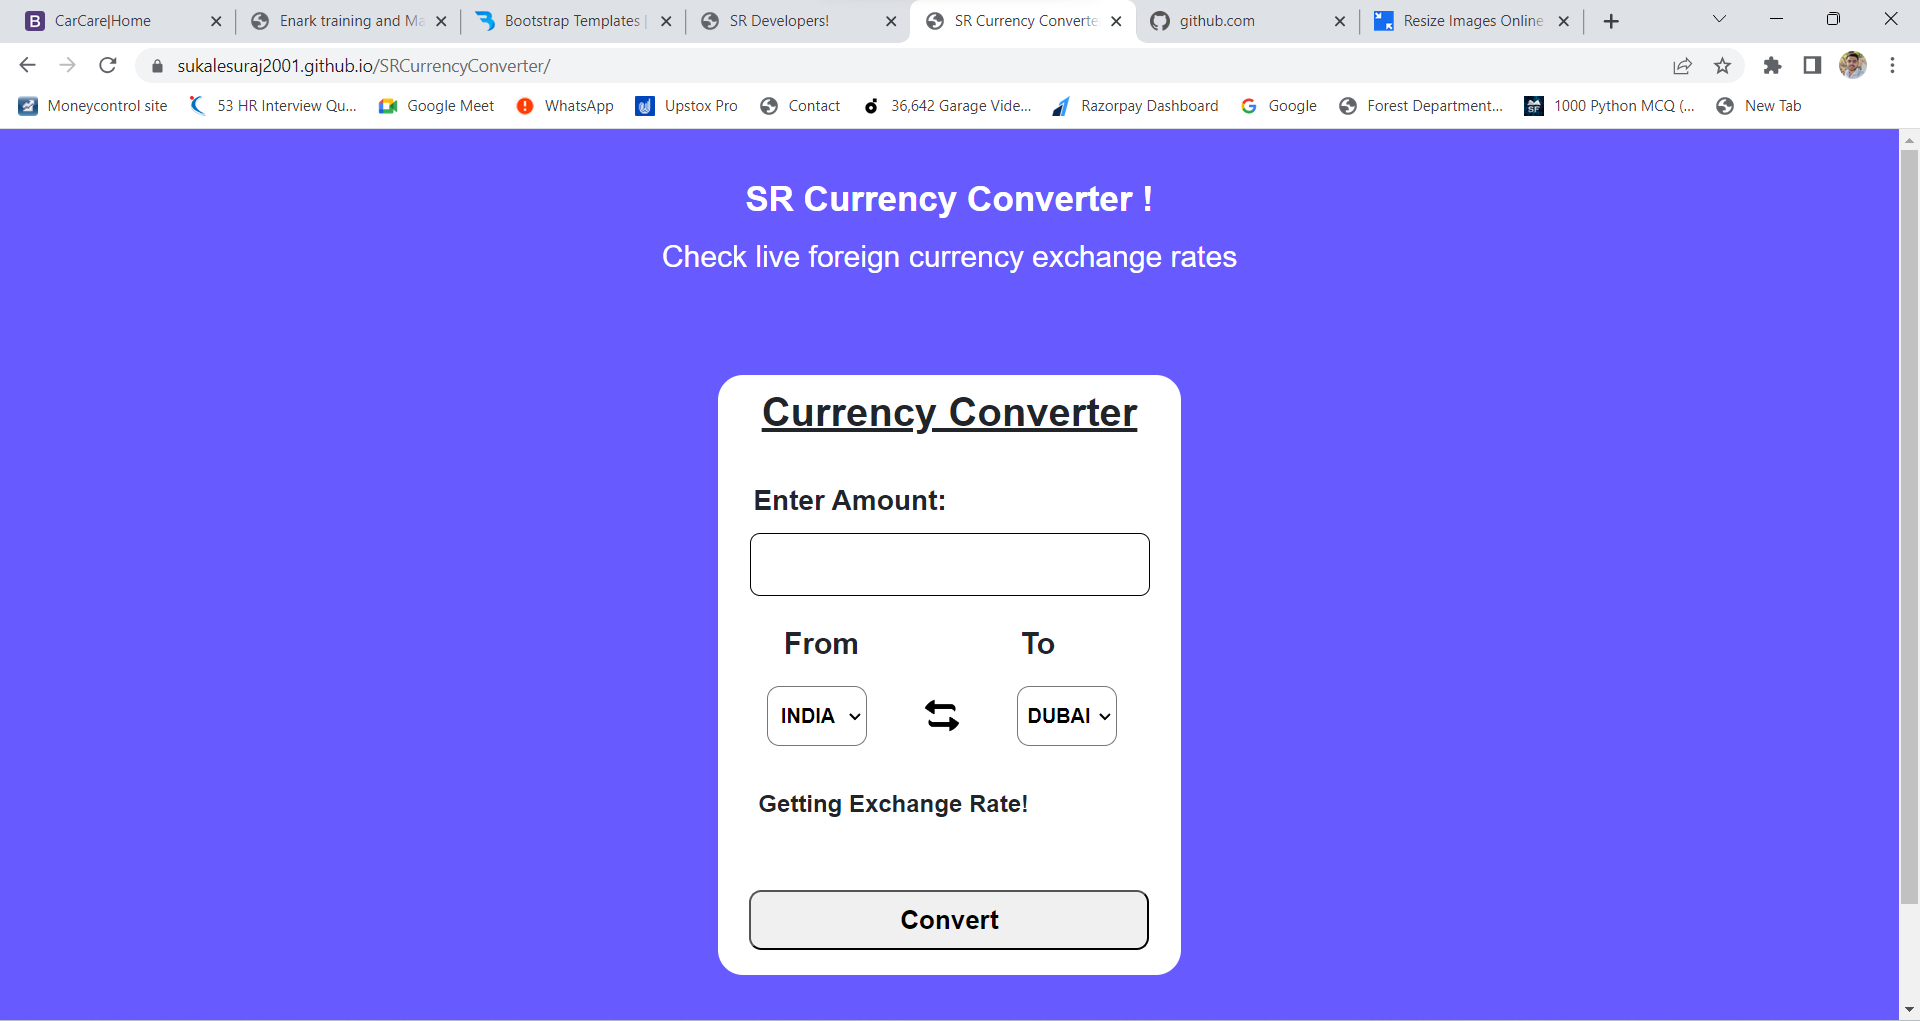 CarCare|Home
Enark training and Ma
Bootstrap Templates |
SR Developers!
SR Currency Converte
github.com
Resize Images Online
sukalesuraj2001.github.io/SRCurrencyConverter/
Moneycontrol site
53 HR Interview Qu...
Google Meet
WhatsApp
Upstox Pro
Contact
36,642 Garage Vide...
Razorpay Dashboard
Google
Forest Department...
1000 Python MCQ (...
New Tab
SR Currency Converter !
Check live foreign currency exchange rates
Currency Converter
Enter Amount:
From To
INDIA DUBAI
Getting Exchange Rate!
Convert